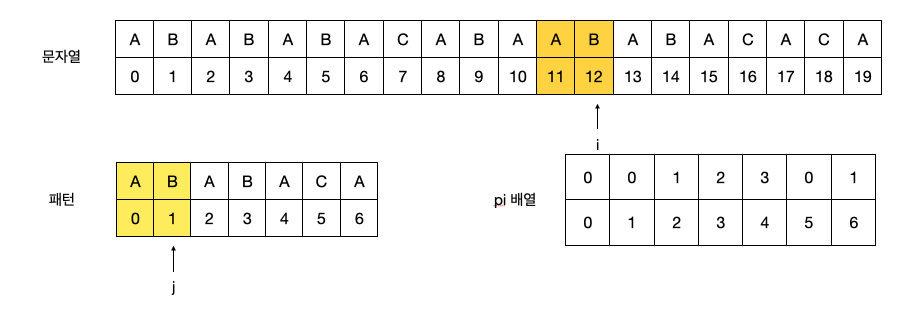 문자열
A B A B A B A C A B A A B A B A C A C A
0 1 2 3 4 5 6 7 8 9 10 11 12 13 14 15 16 17 18 19
i
패턴
A B A B A C A
0 1 2 3 4 5 6
j
pi 배열
0 0 1 2 3 0 1
0 1 2 3 4 5 6